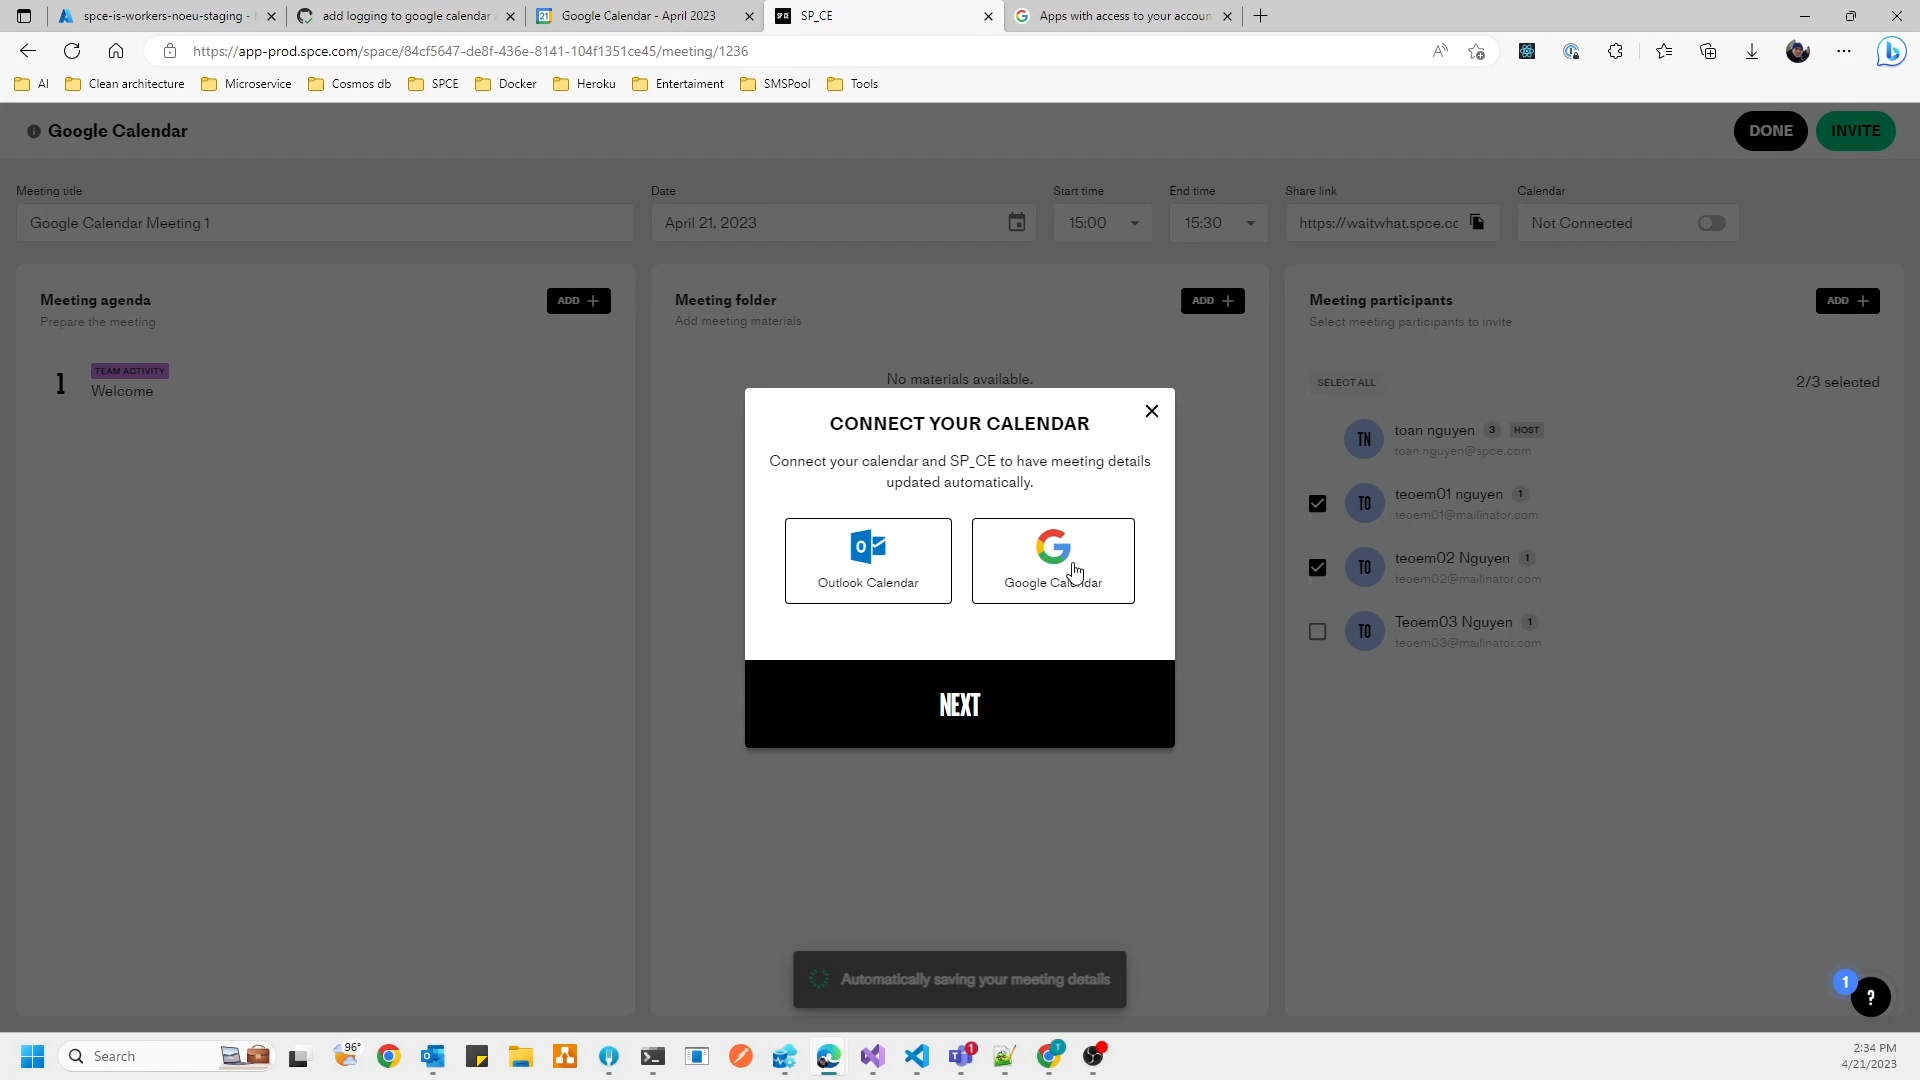 spce-is-workers-noeu-staging -
add logging to google calendar
Google Calendar - April 2023
SP_CE
Apps with access to your accoun
https://app-prod.spce.com/space/84cf5647-de8f-436e-8141-104f1351ce45/meeting/1236
AI
Clean architecture
Microservice
Cosmos db
SPCE
Docker
Heroku
Entertaiment
SMSPool
Tools
Google Calendar
DONE
INVITE
Meeting title
Date
Start time
End time
Share link
Calendar
Google Calendar Meeting 1
April 21, 2023
15:00
15:30
https://waitwhat.spce.cc
Not Connected
Meeting agenda
ADD +
Prepare the meeting
1
TEAM ACTIVITY
Welcome
Meeting folder
ADD +
Add meeting materials
No materials available.
Meeting participants
ADD +
Select meeting participants to invite
SELECT ALL
2/3 selected
TN
toan nguyen 3 HOST
toan.nguyen@spce.com
TO
teoem01 nguyen 1
teoem01@mailinator.com
TO
teoem02 Nguyen 1
teoem02@mailinator.com
TO
Teoem03 Nguyen 1
teoem03@mailinator.com
CONNECT YOUR CALENDAR
Connect your calendar and SP_CE to have meeting details
updated automatically.
Outlook Calendar
Google Calendar
NEXT
Automatically saving your meeting details
1
?
Search
96°
1
T
2:34 PM
4/21/2023